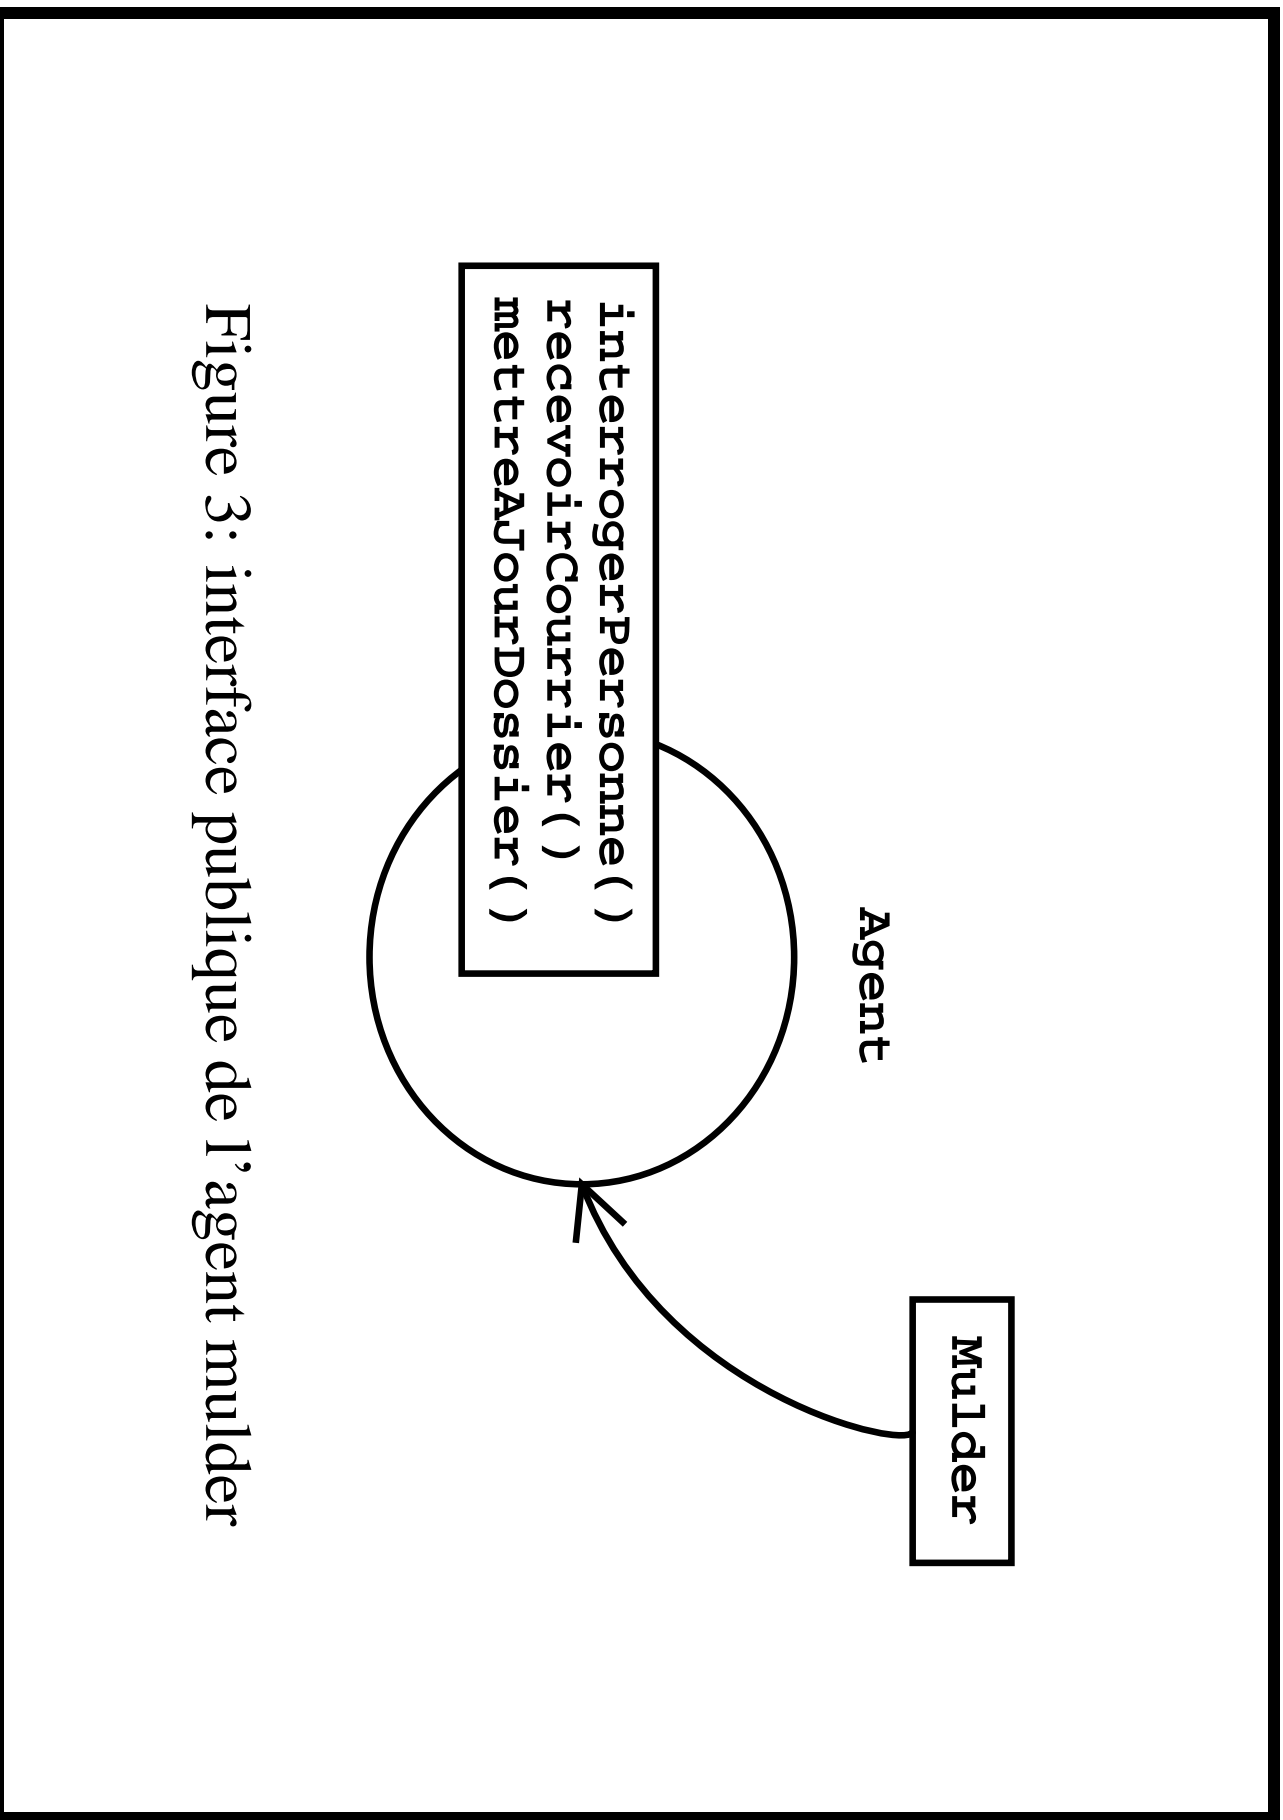 Mulder
Agent
interrogerPersonne()
recevoirCourrier()
mettreAJourDossier()
Figure 3: interface publique de l'agent mulder